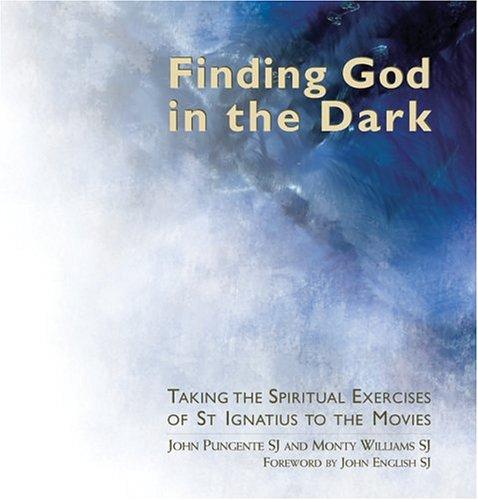 Finding God
in the Dark
TAKING THE SPIRITUAL EXERCISES
OF ST IGNATIUS TO THE MOVIES
JOHN PUNGENTE SJ AND MONTY WILLIAMS SJ
FOREWORD BY JOHN ENGLISH SJ